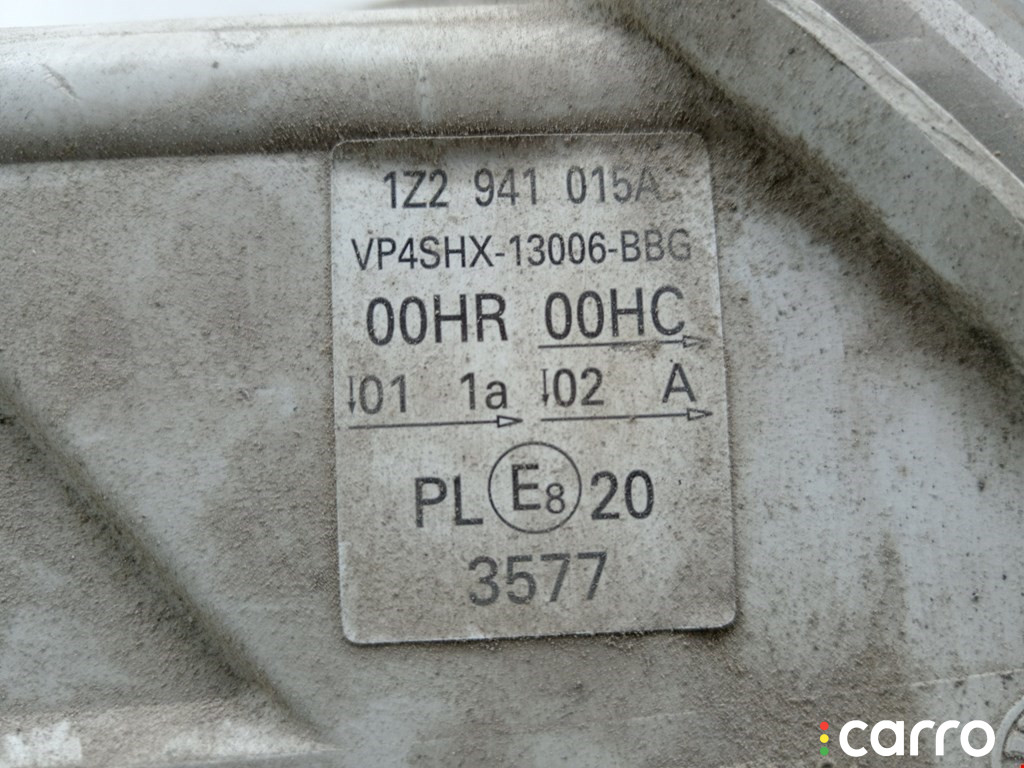 1Z2 941 015A
VP4SHX-13006-BBG
00HR 00HC
01 1a 02 A
PL E8 20
3577
carro